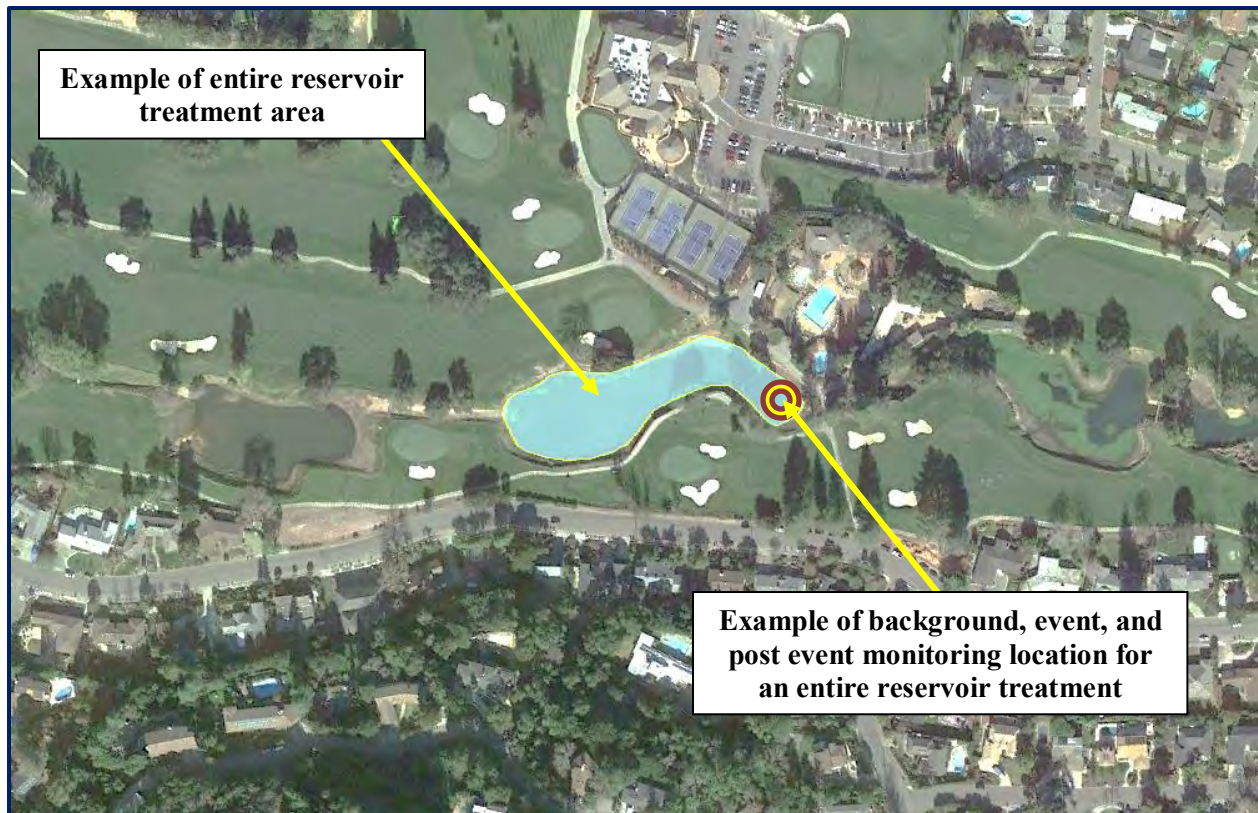 Example of entire reservoir
treatment area
Example of background, event, and
post event monitoring location for
an entire reservoir treatment